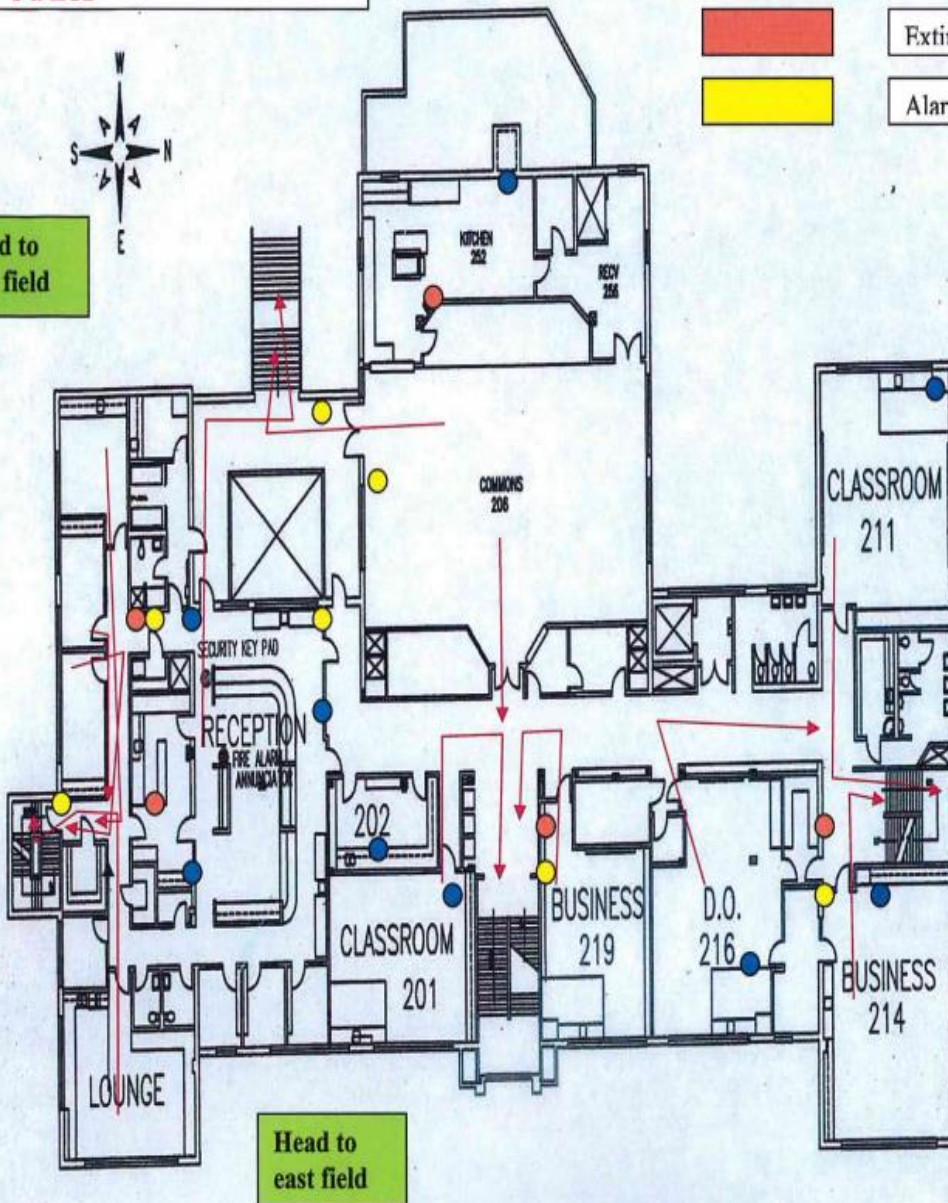 Extin
Alar
W
S
N
E
d to
field
KITCHEN
252
RECV
256
CLASSROOM
211
COMMONS
206
SECURITY KEY PAD
RECEPTION
FIRE ALARM
ANNUNCIATOR
202
CLASSROOM
201
BUSINESS
219
D.O.
216
BUSINESS
214
LOUNGE
Head to
east field